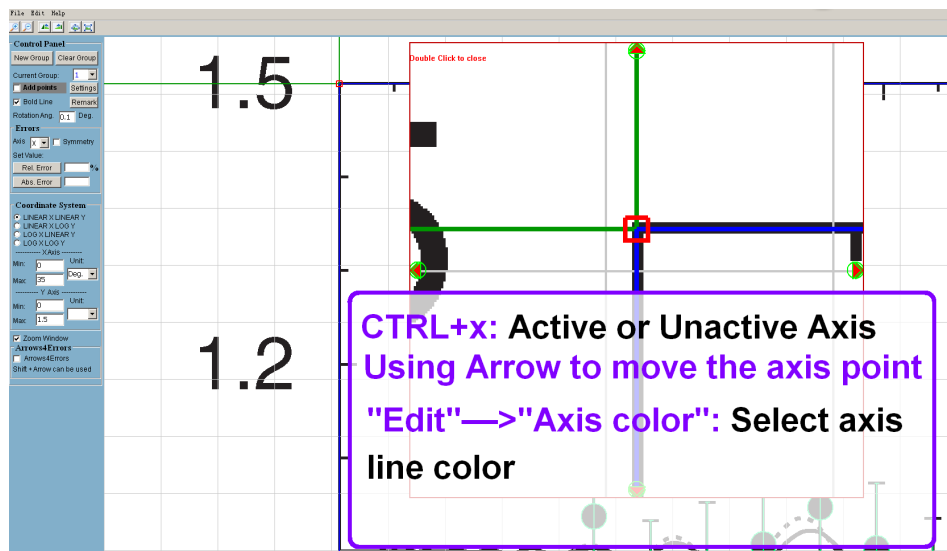 File Edit Help
Control Panel
New Group Clear Group
Current Group: 1
Add points Settings
Bold Line Remark
Rotation Ang. 0.1 Deg.
Errors
Axis X Symmetry
Set Value:
Rel. Error %
Abs. Error
Coordinate System
LINEAR X LINEAR Y
LINEAR X LOG Y
LOG X LINEAR Y
LOG X LOG Y
---------- X Axis ----------
Min: 0 Unit:
Max: 35 Deg.
---------- Y Axis ----------
Min: 0 Unit:
Max: 1.5
Zoom Window
Arrows4Errors
Arrows4Errors
Shift + Arrow can be used
1.5
1.2
Double Click to close
CTRL+x: Active or Unactive Axis
Using Arrow to move the axis point
"Edit"—>"Axis color": Select axis
line color